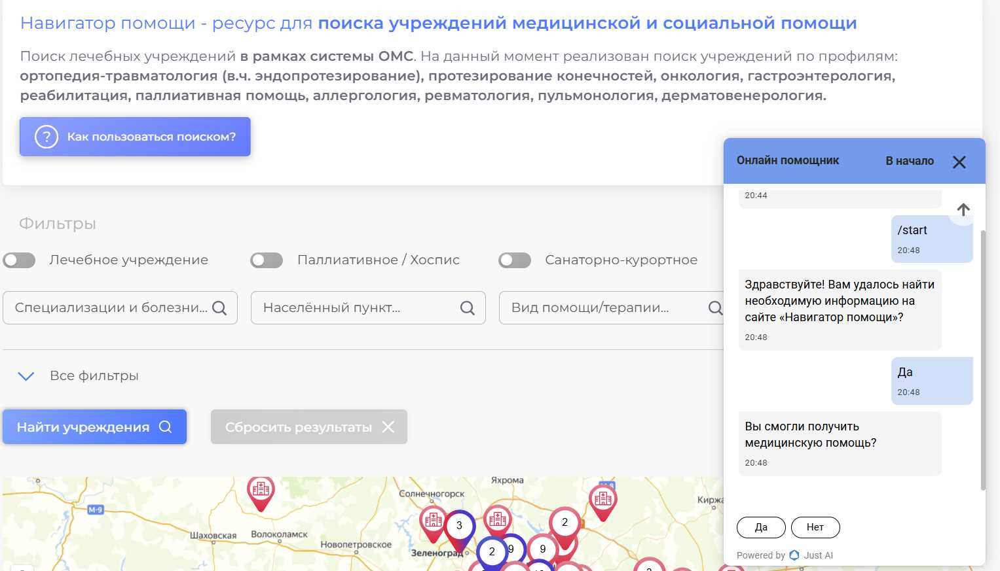 Навигатор помощи - ресурс для поиска учреждений медицинской и социальной помощи
Поиск лечебных учреждений в рамках системы ОМС. На данный момент реализован поиск учреждений по профилям:
ортопедия-травматология (в.ч. эндопротезирование), протезирование конечностей, онкология, гастроэнтерология,
реабилитация, паллиативная помощь, аллергология, ревматология, пульмонология, дерматовенерология.
? Как пользоваться поиском?
Фильтры
Лечебное учреждение
Паллиативное / Хоспис
Санаторно-курортное
Специализации и болезни...
Населённый пункт...
Вид помощи/терапии...
Все фильтры
Найти учреждения
Сбросить результаты
Яхрома
Солнечногорск
М-9
Шаховская
Волоколамск
Новопетровское
Зеленоград
3
2
2
9
9
Онлайн помощник
В начало
20:44
/start
20:48
Здравствуйте! Вам удалось найти
необходимую информацию на
сайте «Навигатор помощи»?
20:48
Да
20:48
Вы смогли получить
медицинскую помощь?
20:48
Да
Нет
Powered by Just AI